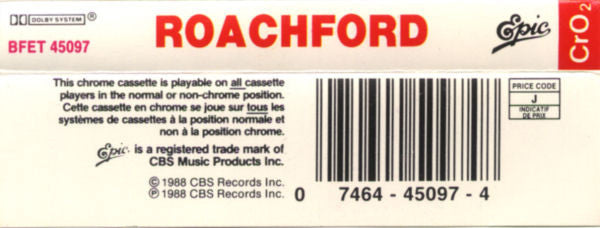 DOLBY SYSTEM
BFET 45097
ROACHFORD
Epic
CrO₂
This chrome cassette is playable on all cassette
players in the normal or non-chrome position.
Cette cassette en chrome se joue sur tous les
systèmes de cassettes à la position normale et
non à la position chrome.
Epic is a registered trade mark of
CBS Music Products Inc.
© 1988 CBS Records Inc.
℗ 1988 CBS Records Inc.
0 7464 - 45097 - 4
PRICE CODE
J
INDICATIF
DE PRIX